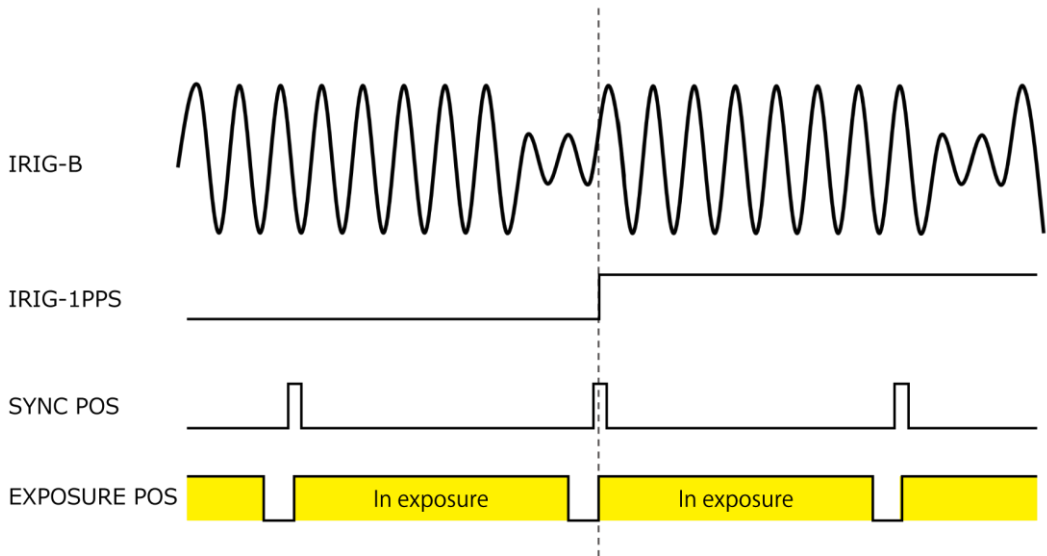 IRIG-B
IRIG-1PPS
SYNC POS
EXPOSURE POS
In exposure
In exposure